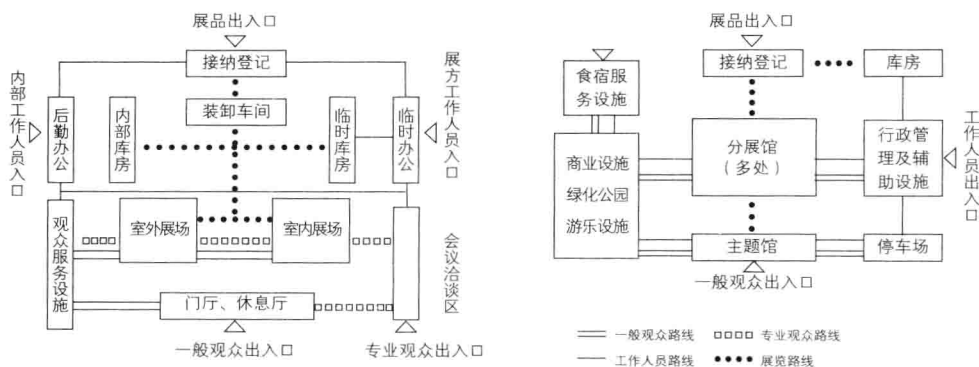 展品出入口
接纳登记
内部工作人员入口
后勤办公
内部库房
装卸车间
临时库房
临时办公
展方工作人员入口
观众服务设施
室外展场
室内展场
会议洽谈区
门厅、休息厅
一般观众出入口
专业观众出入口
展品出入口
食宿服
务设施
接纳登记
库房
商业设施
绿化公园
游乐设施
分展馆
(多处)
行政管
理及辅
助设施
工作人员出入口
主题馆
停车场
一般观众出入口
一般观众路线
专业观众路线
工作人员路线
展览路线